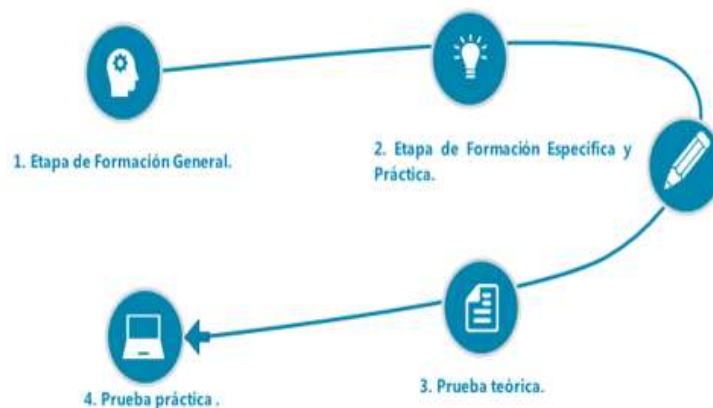 1. Etapa de Formación General.
2. Etapa de Formación Específica y
Práctica.
3. Prueba teórica.
4. Prueba práctica .